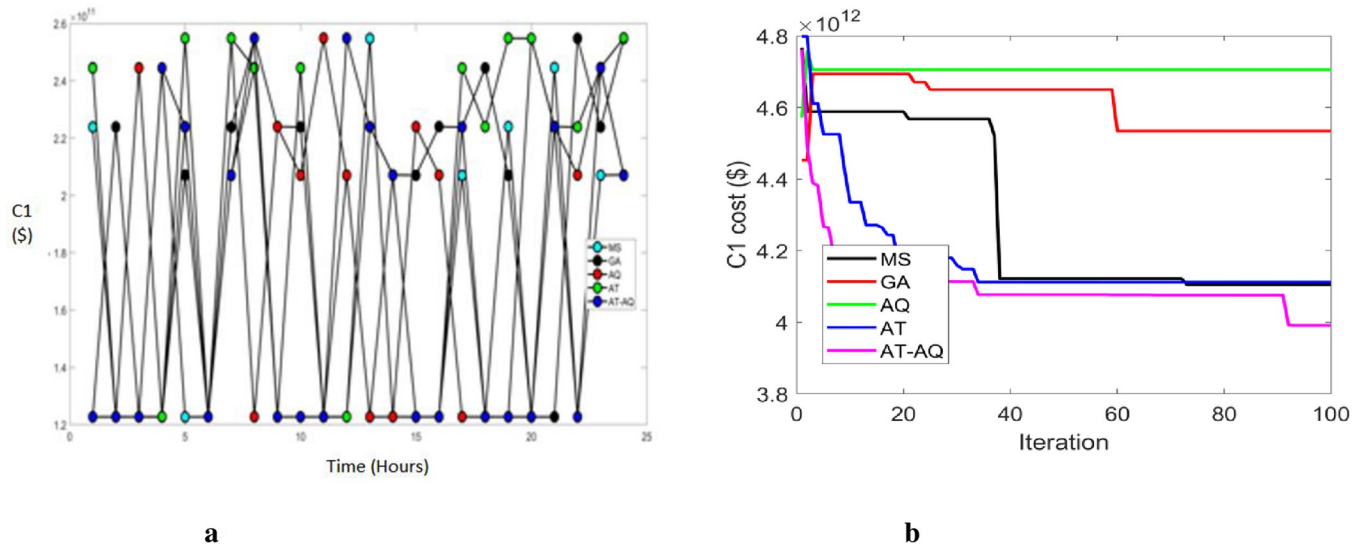 2.6 ×10¹¹
2.4
2.2
2
C1
($)
1.8
1.6
1.4
1.2
MS
GA
AQ
AT
AT-AQ
0 5 10 15 20 25
Time (Hours)
a
×10¹²
4.8
4.6
4.4
4.2
4
3.8
C1 cost ($)
MS
GA
AQ
AT
AT-AQ
0 20 40 60 80 100
Iteration
b